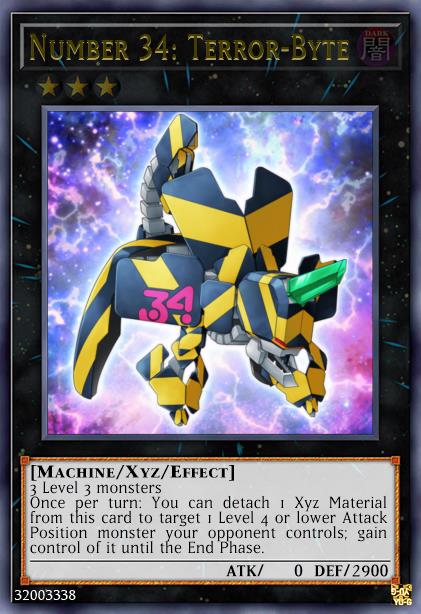 Number 34: Terror-Byte
DARK
闇
34
[Machine/Xyz/Effect]
3 Level 3 monsters
Once per turn: You can detach 1 Xyz Material
from this card to target 1 Level 4 or lower Attack
Position monster your opponent controls; gain
control of it until the End Phase.
ATK/ 0 DEF/2900
32003338